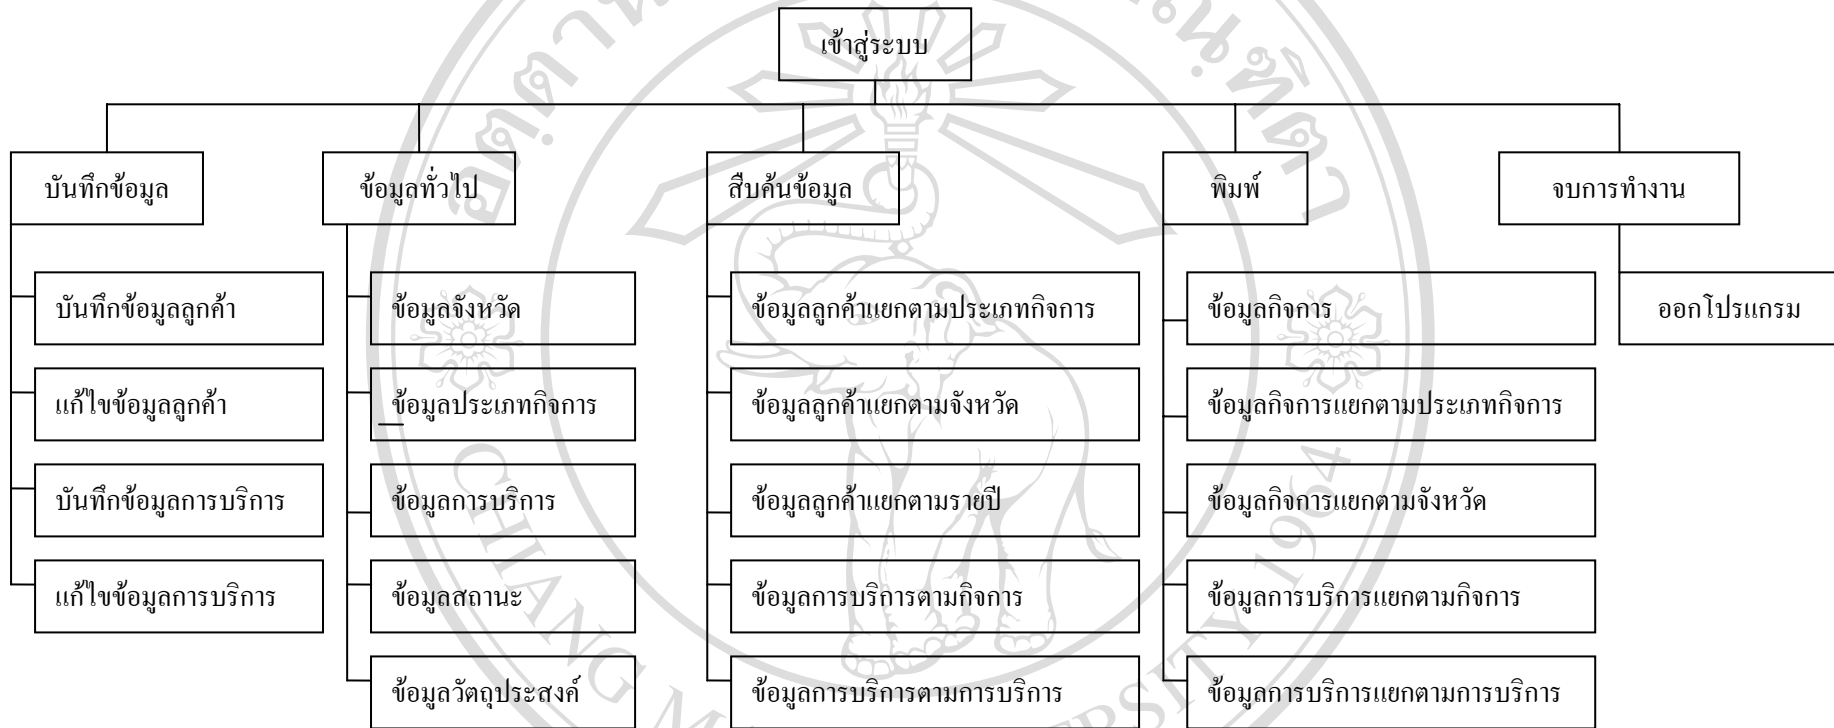 เข้าสู่ระบบ
บันทึกข้อมูล
ข้อมูลทั่วไป
สืบค้นข้อมูล
พิมพ์
จบการทำงาน
บันทึกข้อมูลลูกค้า
แก้ไขข้อมูลลูกค้า
บันทึกข้อมูลการบริการ
แก้ไขข้อมูลการบริการ
ข้อมูลจังหวัด
ข้อมูลประเภทกิจการ
ข้อมูลการบริการ
ข้อมูลสถานะ
ข้อมูลวัตถุประสงค์
ข้อมูลลูกค้าแยกตามประเภทกิจการ
ข้อมูลลูกค้าแยกตามจังหวัด
ข้อมูลลูกค้าแยกตามรายปี
ข้อมูลการบริการตามกิจการ
ข้อมูลการบริการตามการบริการ
ข้อมูลกิจการ
ข้อมูลกิจการแยกตามประเภทกิจการ
ข้อมูลกิจการแยกตามจังหวัด
ข้อมูลการบริการแยกตามกิจการ
ข้อมูลการบริการแยกตามการบริการ
ออกโปรแกรม
CHIANG
1964